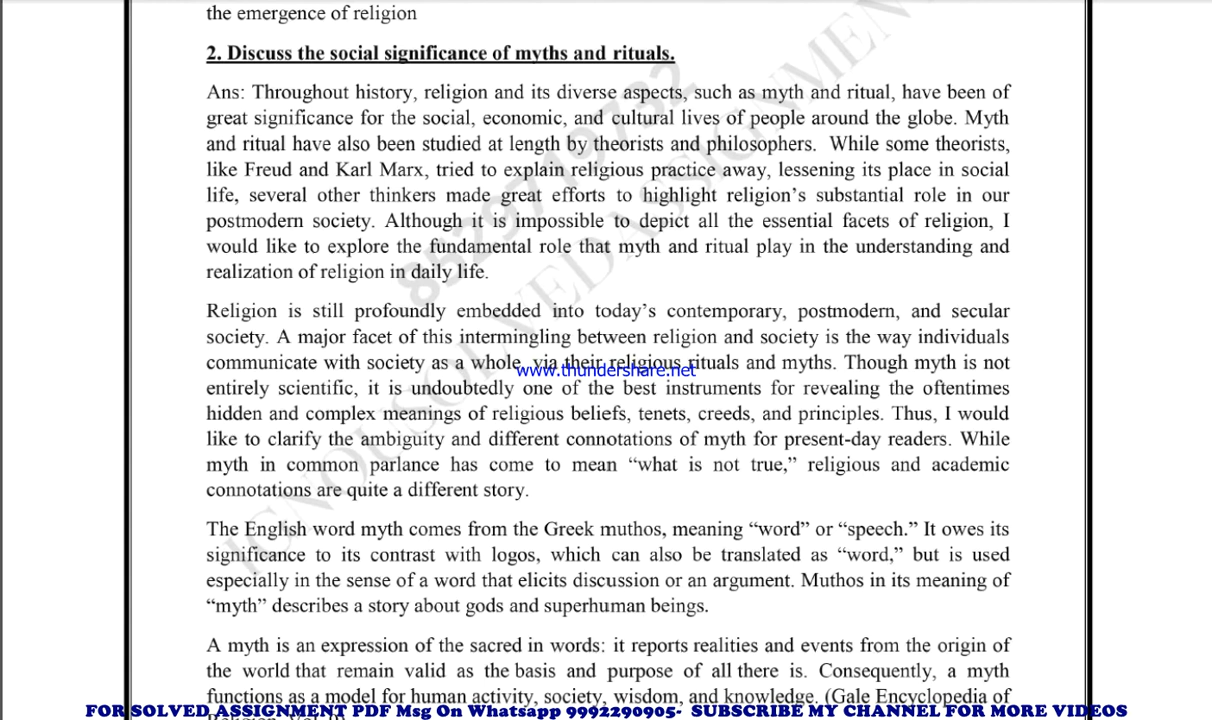 the emergence of religion
2. Discuss the social significance of myths and rituals.
Ans: Throughout history, religion and its diverse aspects, such as myth and ritual, have been of
great significance for the social, economic, and cultural lives of people around the globe. Myth
and ritual have also been studied at length by theorists and philosophers. While some theorists,
like Freud and Karl Marx, tried to explain religious practice away, lessening its place in social
life, several other thinkers made great efforts to highlight religion's substantial role in our
postmodern society. Although it is impossible to depict all the essential facets of religion, I
would like to explore the fundamental role that myth and ritual play in the understanding and
realization of religion in daily life.
Religion is still profoundly embedded into today's contemporary, postmodern, and secular
society. A major facet of this intermingling between religion and society is the way individuals
communicate with society as a whole, via their religious rituals and myths. Though myth is not
www.thundershare.net
entirely scientific, it is undoubtedly one of the best instruments for revealing the oftentimes
hidden and complex meanings of religious beliefs, tenets, creeds, and principles. Thus, I would
like to clarify the ambiguity and different connotations of myth for present-day readers. While
myth in common parlance has come to mean “what is not true,” religious and academic
connotations are quite a different story.
The English word myth comes from the Greek muthos, meaning “word” or “speech.” It owes its
significance to its contrast with logos, which can also be translated as “word,” but is used
especially in the sense of a word that elicits discussion or an argument. Muthos in its meaning of
“myth” describes a story about gods and superhuman beings.
A myth is an expression of the sacred in words: it reports realities and events from the origin of
the world that remain valid as the basis and purpose of all there is. Consequently, a myth
functions as a model for human activity, society, wisdom, and knowledge. (Gale Encyclopedia of
FOR SOLVED ASSIGNMENT PDF Msg On Whatsapp 9992290905- SUBSCRIBE MY CHANNEL FOR MORE VIDEOS
IGNOU SOLVED ASSIGNMENT
8529719732